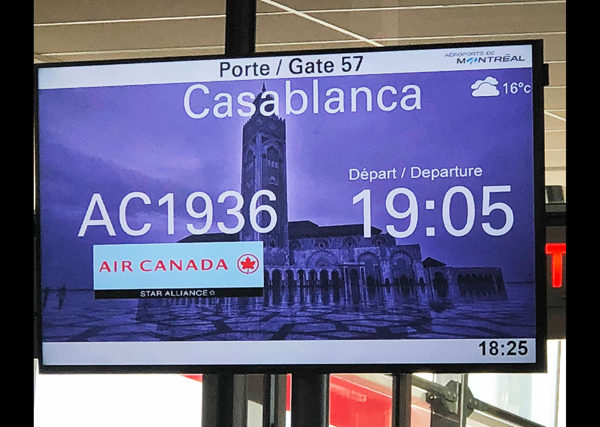 Porte / Gate 57
AÉROPORTS DE
MONTRÉAL
Casablanca
16°c
Départ / Departure
AC1936
19:05
AIR CANADA
STAR ALLIANCE
18:25
T